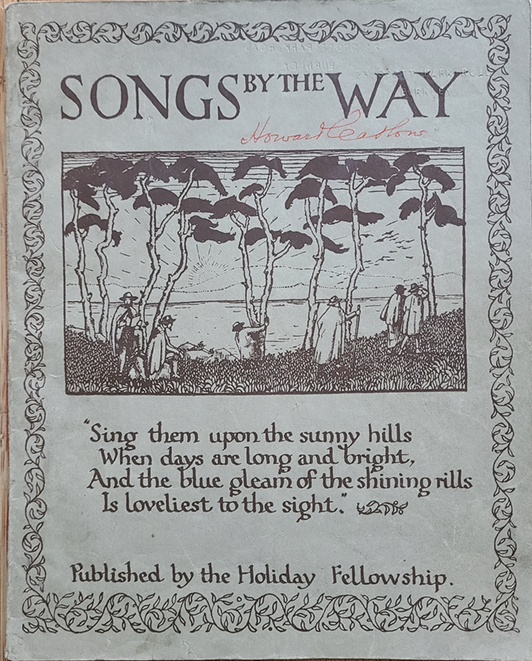 SONGS BY THE WAY
Howard
"Sing them upon the sunny hills
When days are long and bright,
And the blue gleam of the shining rills
Is loveliest to the sight."
Published by the Holiday Fellowship.